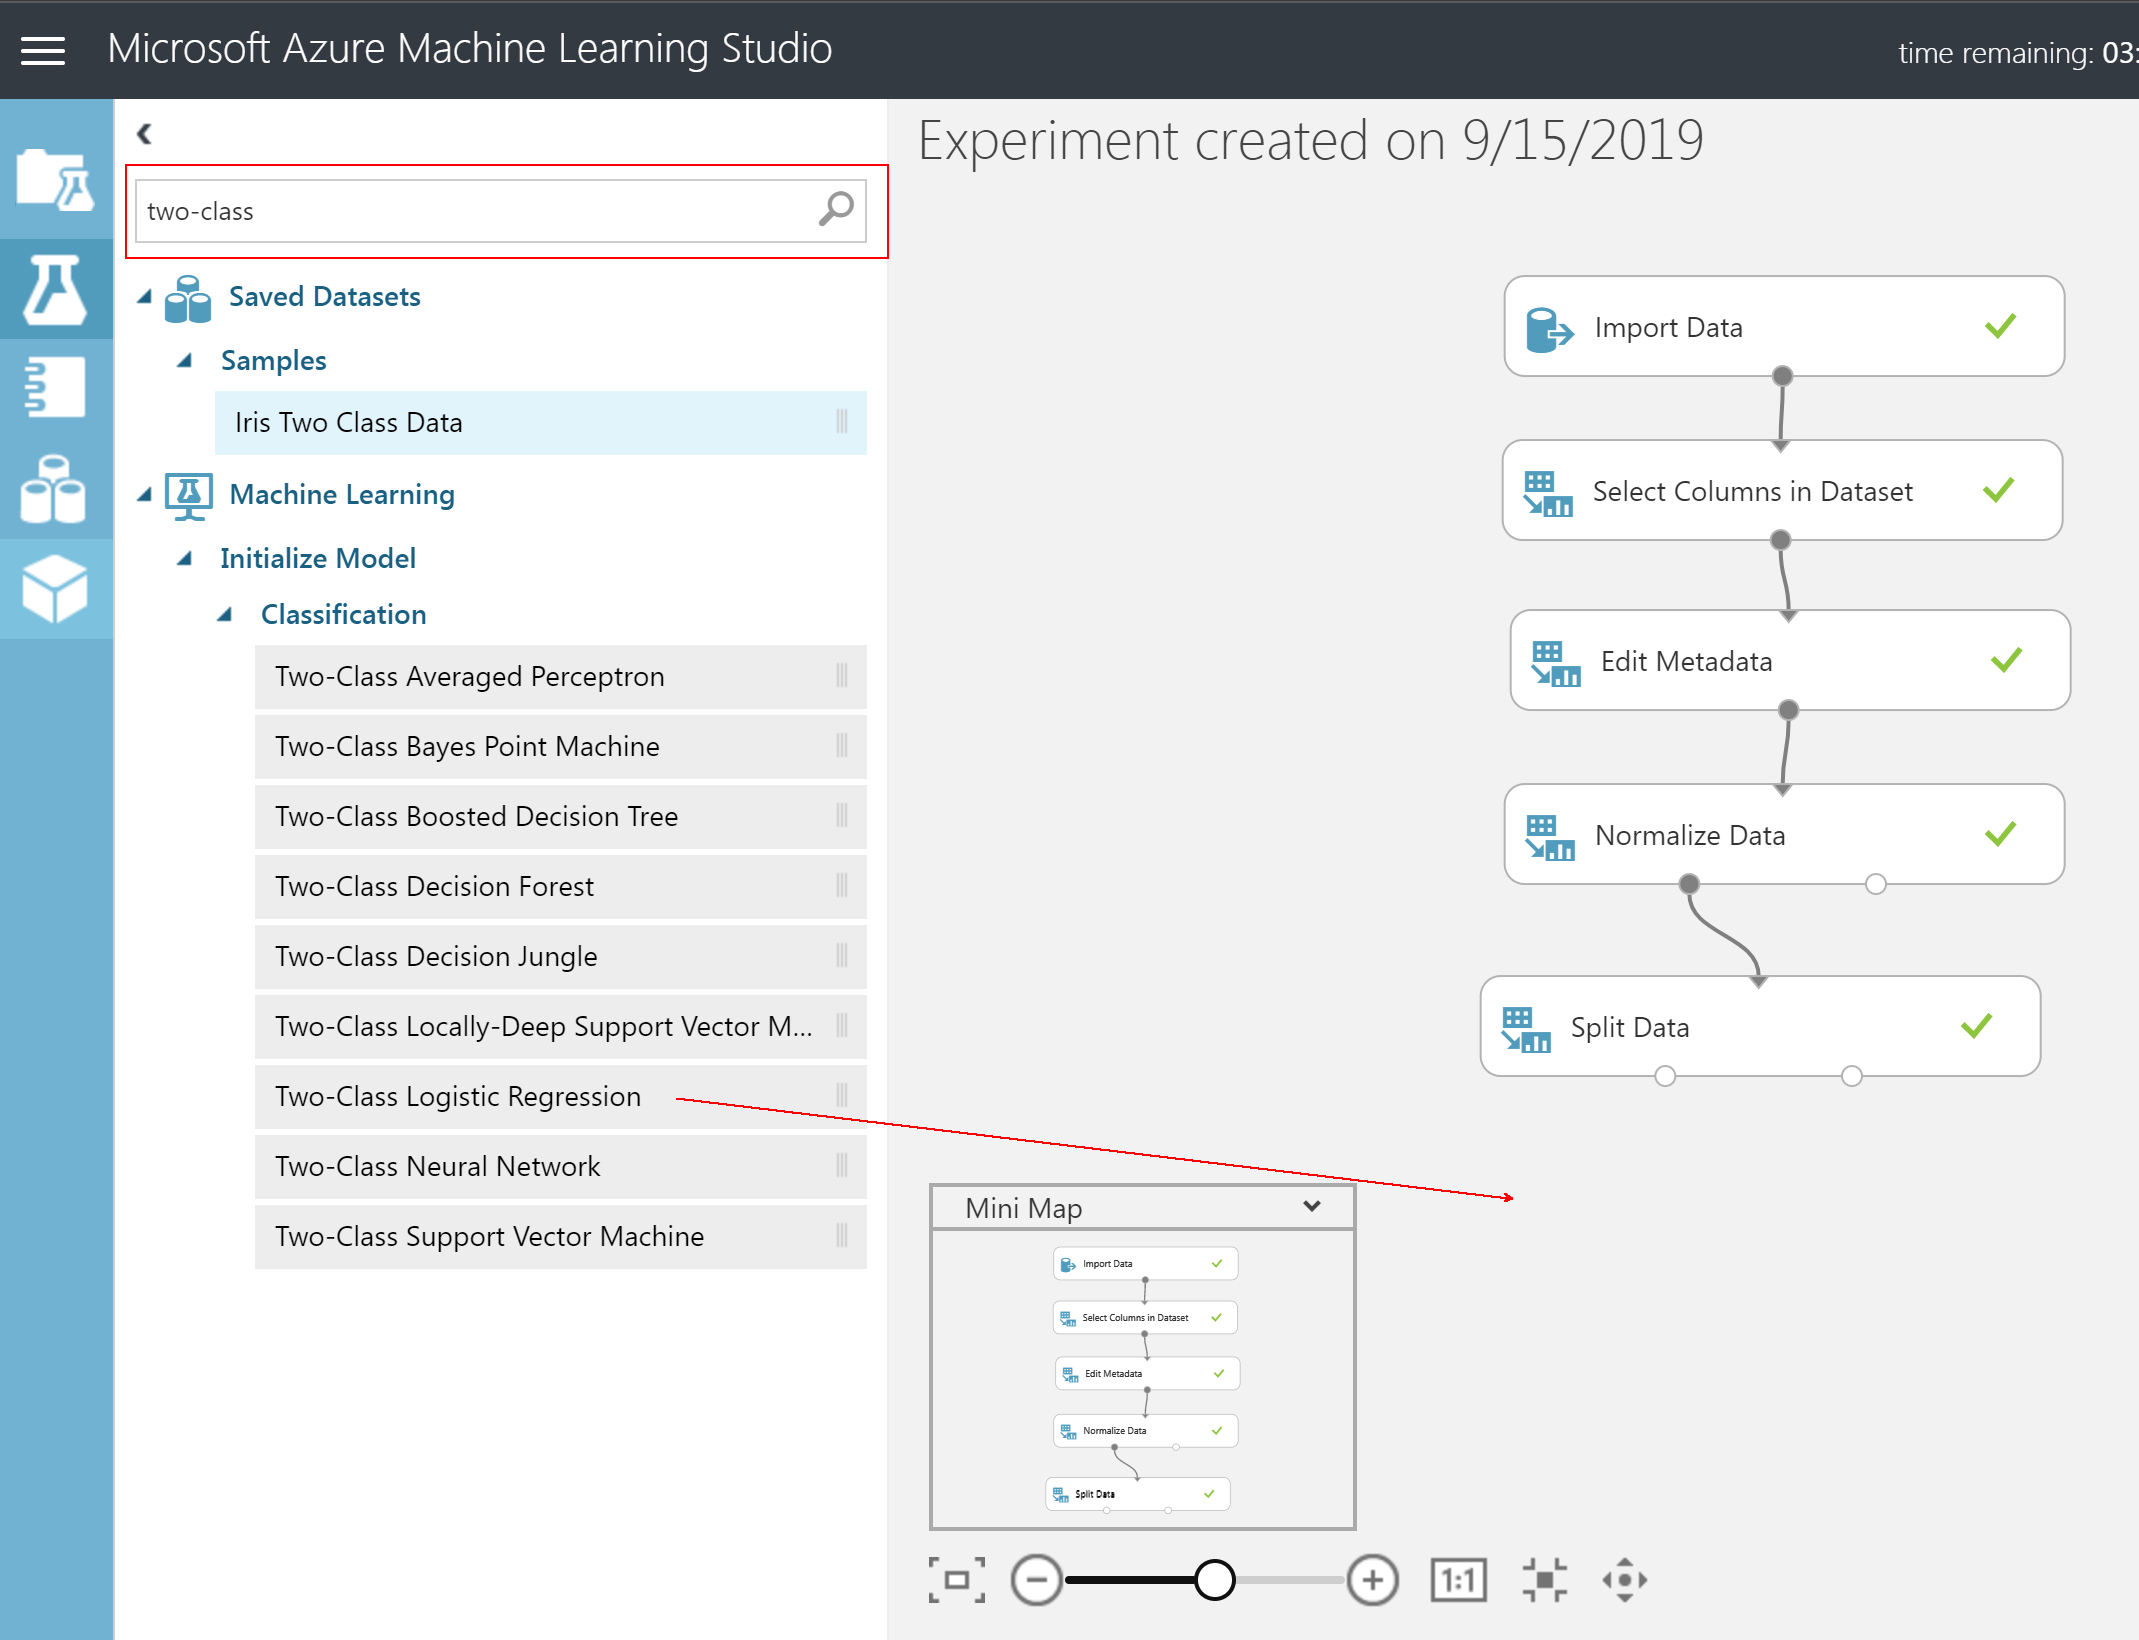 Microsoft Azure Machine Learning Studio
time remaining: 03:
Experiment created on 9/15/2019
two-class
Saved Datasets
Samples
Iris Two Class Data
Machine Learning
Initialize Model
Classification
Two-Class Averaged Perceptron
Two-Class Bayes Point Machine
Two-Class Boosted Decision Tree
Two-Class Decision Forest
Two-Class Decision Jungle
Two-Class Locally-Deep Support Vector M...
Two-Class Logistic Regression
Two-Class Neural Network
Two-Class Support Vector Machine
Import Data
Select Columns in Dataset
Edit Metadata
Normalize Data
Split Data
Mini Map
Import Data
Select Columns in Dataset
Edit Metadata
Normalize Data
Split Data
1:1